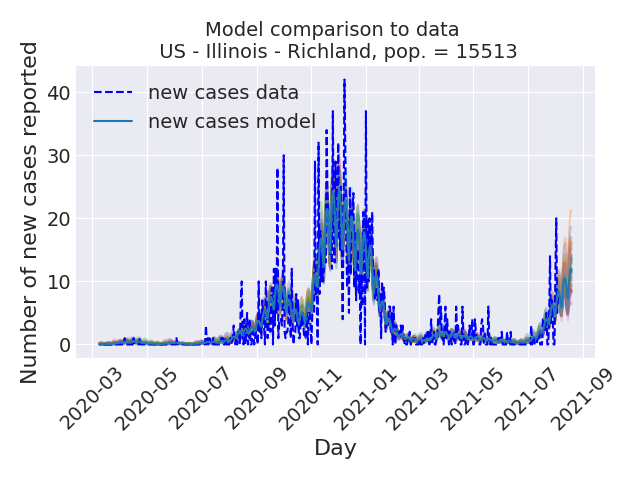 Model comparison to data
US - Illinois - Richland, pop. = 15513
Number of new cases reported
new cases data
new cases model
40
30
20
10
0
2020-03
2020-05
2020-07
2020-09
2020-11
2021-01
2021-03
2021-05
2021-07
2021-09
Day